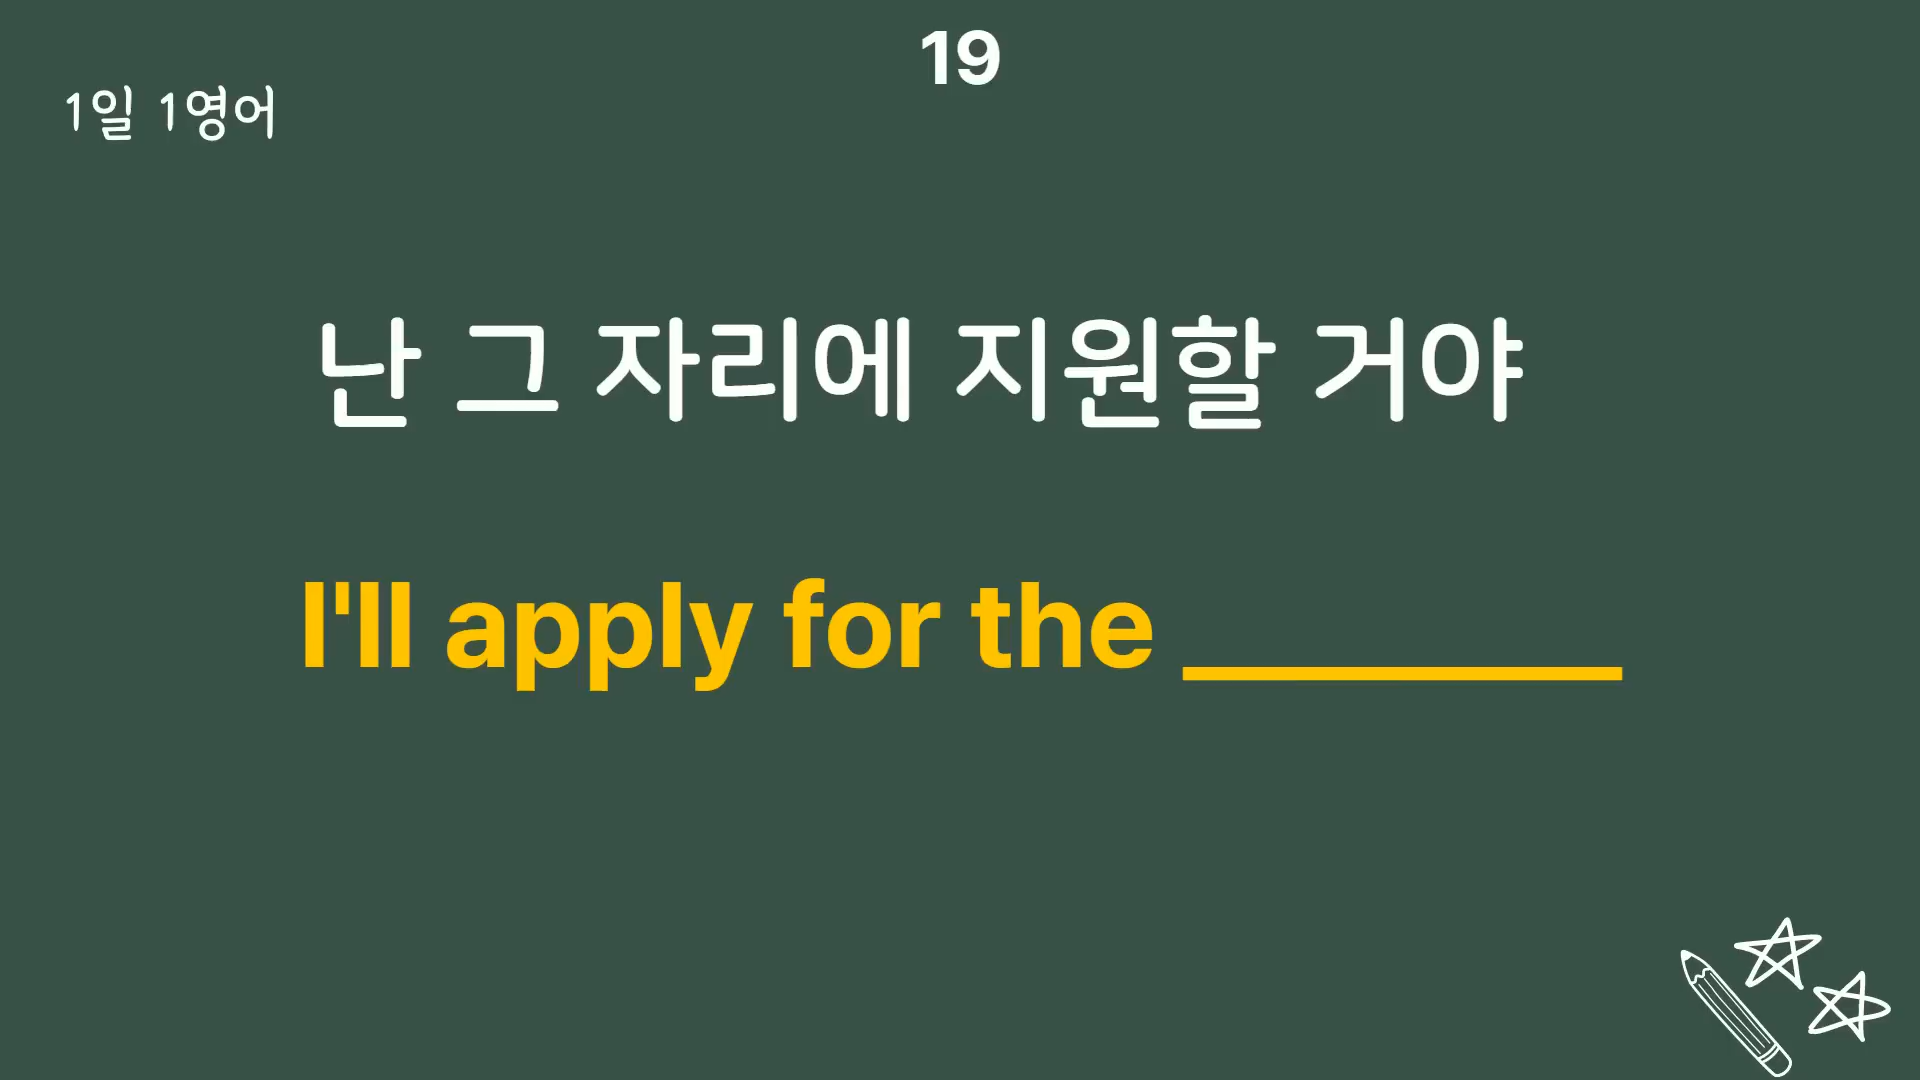 19
1일 1영어
난 그 자리에 지원할 거야
I'll apply for the ________